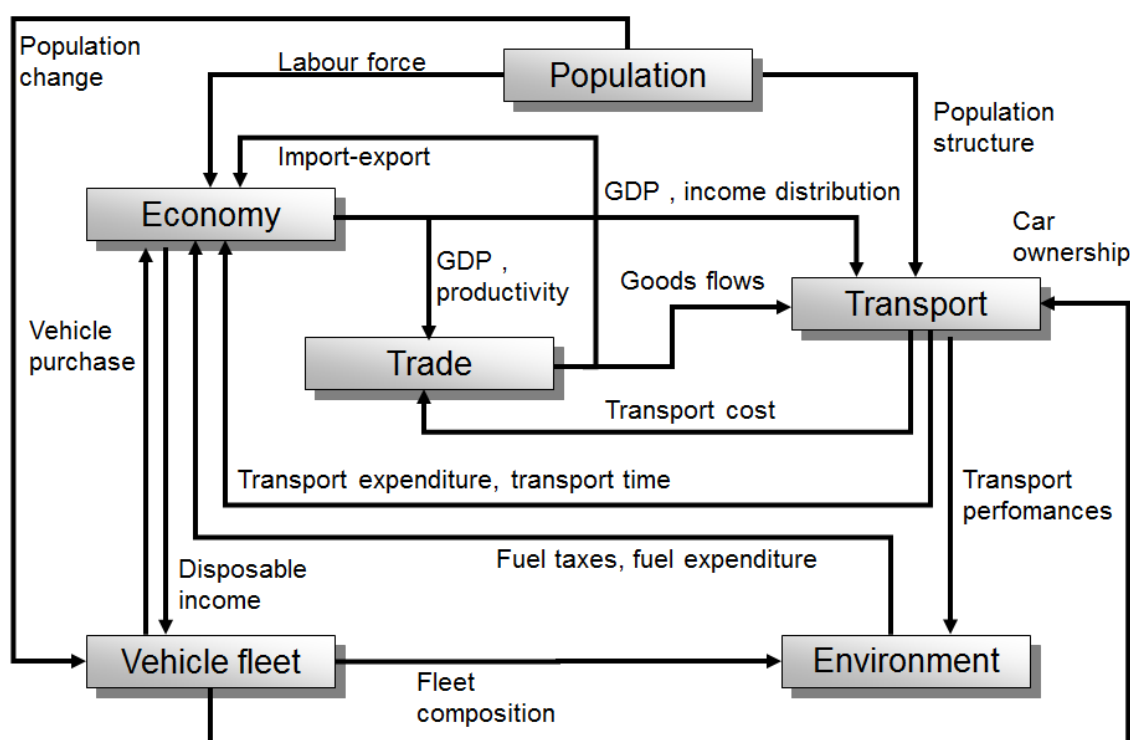 Population
change
Labour force
Population
Population
structure
Import-export
GDP , income distribution
Economy
Car
ownership
GDP ,
productivity
Goods flows
Transport
Vehicle
purchase
Trade
Transport cost
Transport expenditure, transport time
Transport
perfomances
Fuel taxes, fuel expenditure
Disposable
income
Vehicle fleet
Environment
Fleet
composition